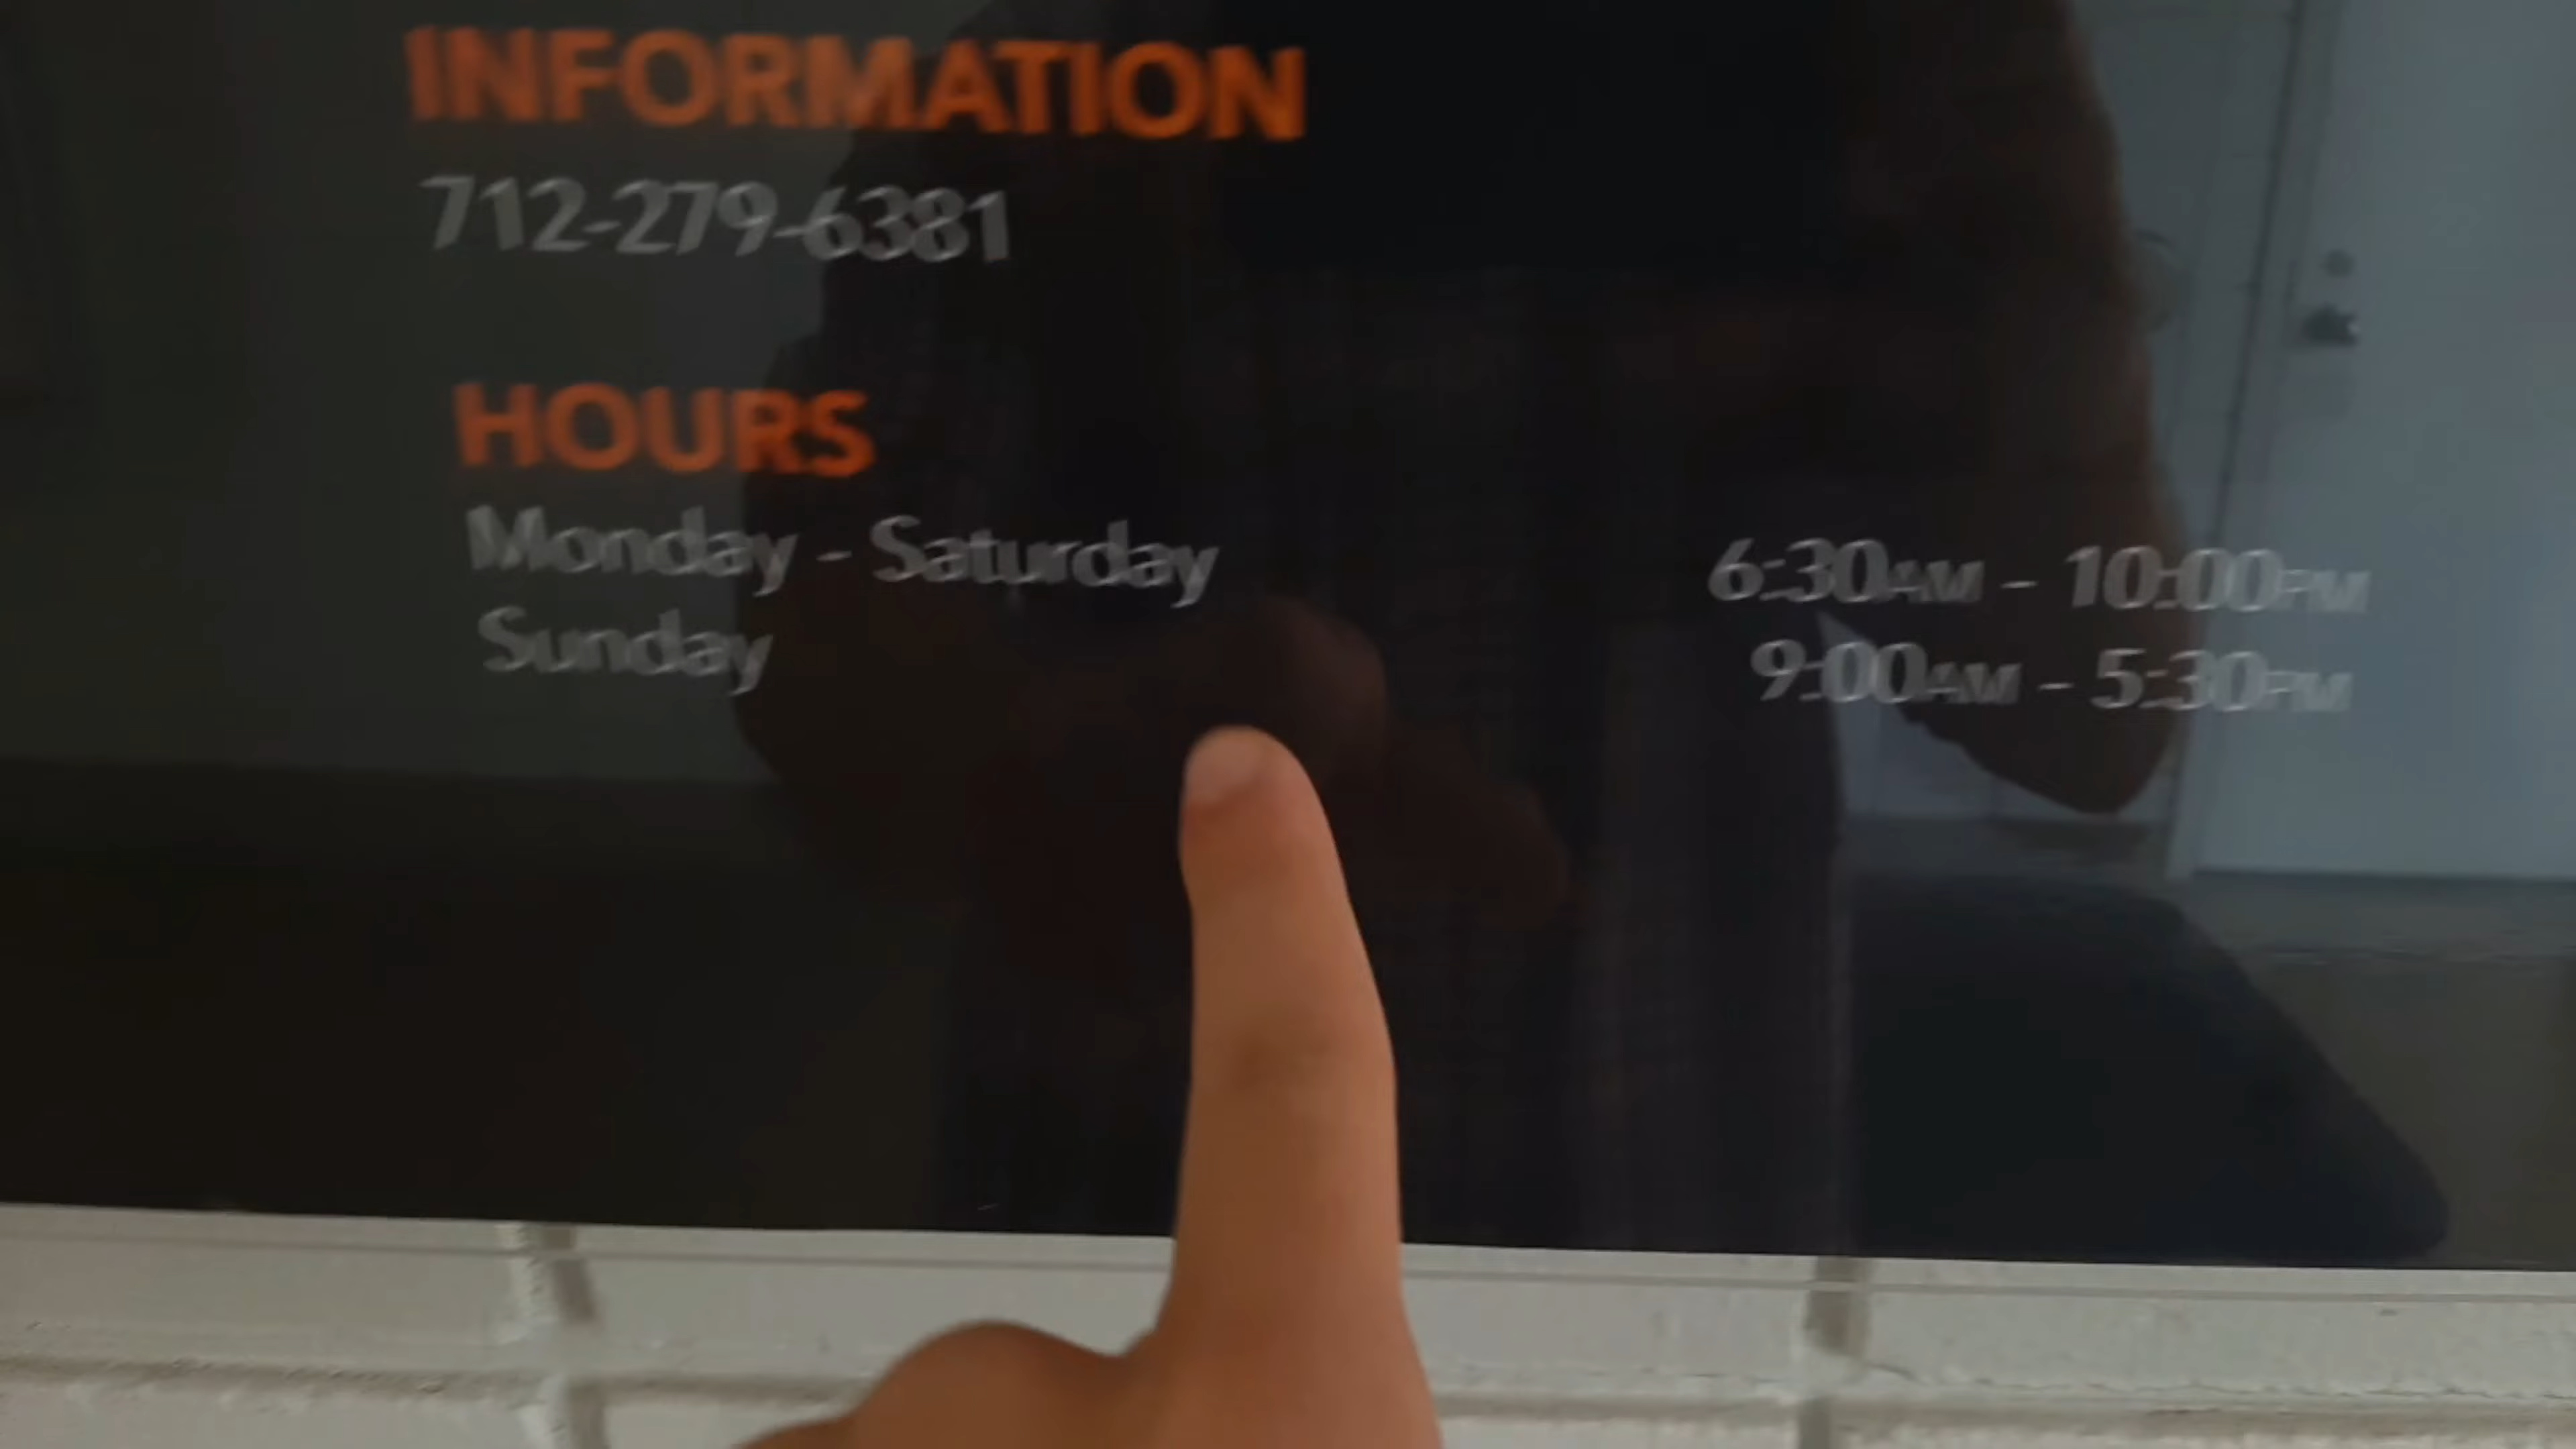 INFORMATION
712-279-6381
HOURS
Monday - Saturday 6:30AM - 10:00PM
Sunday 9:00AM - 5:30PM